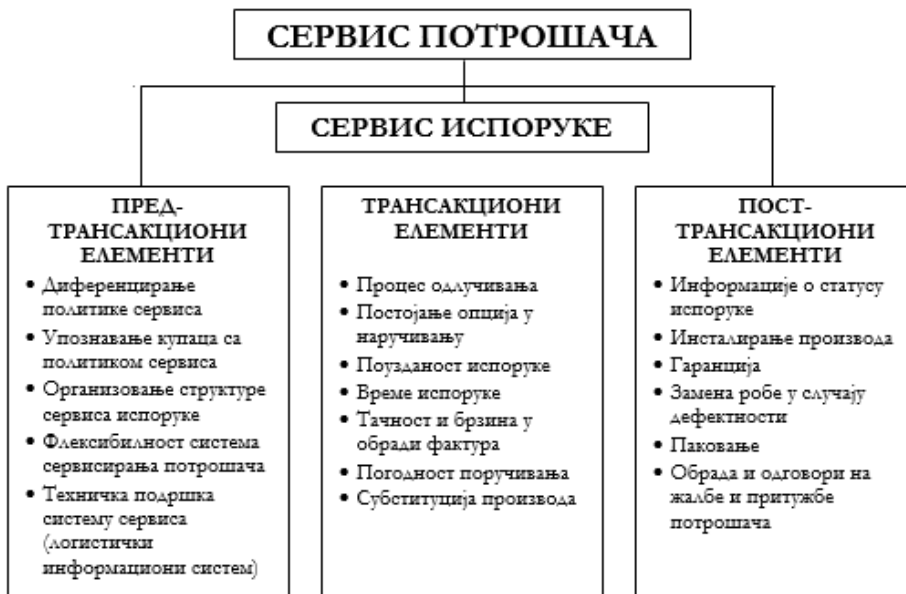 СЕРВИС ПОТРОШАЧА
СЕРВИС ИСПОРУКЕ
ПРЕД-
ТРАНСАКЦИОНИ
ЕЛЕМЕНТИ
• Диференцирање
политике сервиса
• Упознавање купаца са
политиком сервиса
• Организовање структуре
сервиса испоруке
• Флексибилност система
сервисирања потрошача
• Техничка подршка
систему сервиса
(логистички
информациони систем)
ТРАНСАКЦИОНИ
ЕЛЕМЕНТИ
• Процес одлучивања
• Постојање опција у
наручивању
• Поузданост испоруке
• Време испоруке
• Тачност и брзина у
обради фактура
• Погодност поручивања
• Субституција производа
ПОСТ-
ТРАНСАКЦИОНИ
ЕЛЕМЕНТИ
• Информације о статусу
испоруке
• Инсталирање производа
• Гаранција
• Замена робе у случају
дефектности
• Паковање
• Обрада и одговори на
жалбе и притужбе
потрошача